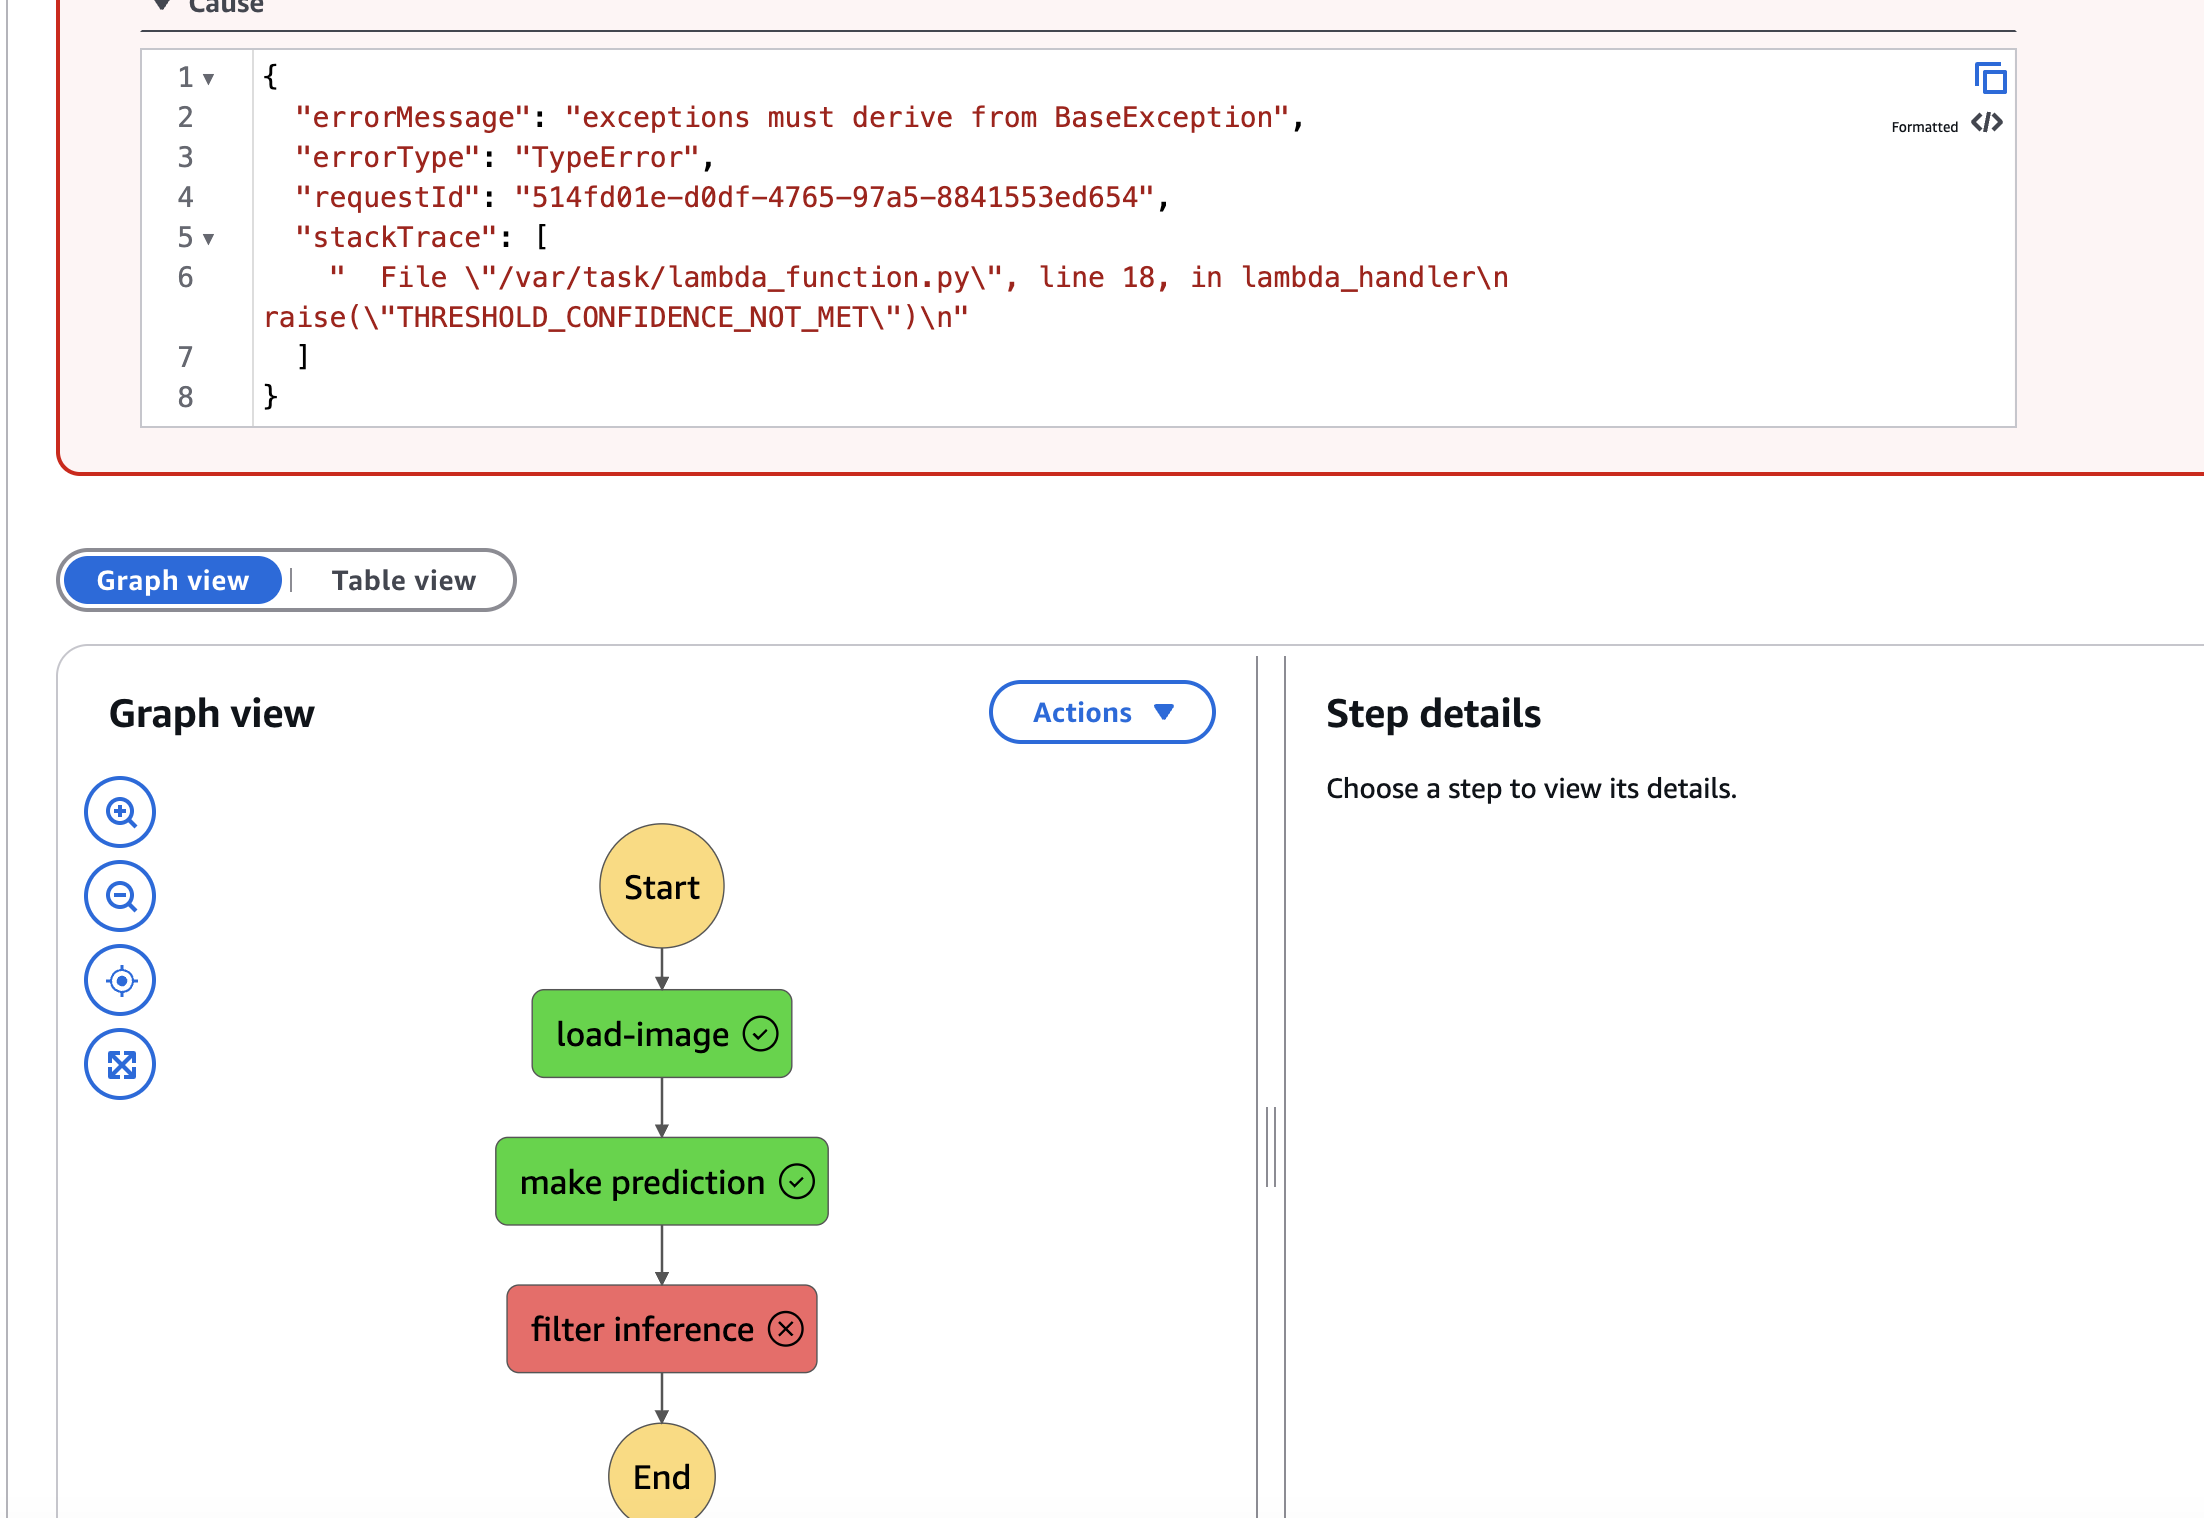 Cause
1 {
2 "errorMessage": "exceptions must derive from BaseException",
3 "errorType": "TypeError",
4 "requestId": "514fd01e-d0df-4765-97a5-8841553ed654",
5 "stackTrace": [
6 "  File \"/var/task/lambda_function.py\", line 18, in lambda_handler\n
raise(\"THRESHOLD_CONFIDENCE_NOT_MET\")\n"
7 ]
8 }
Formatted
Graph view | Table view
Graph view
Actions
Step details
Choose a step to view its details.
Start
load-image
make prediction
filter inference
End